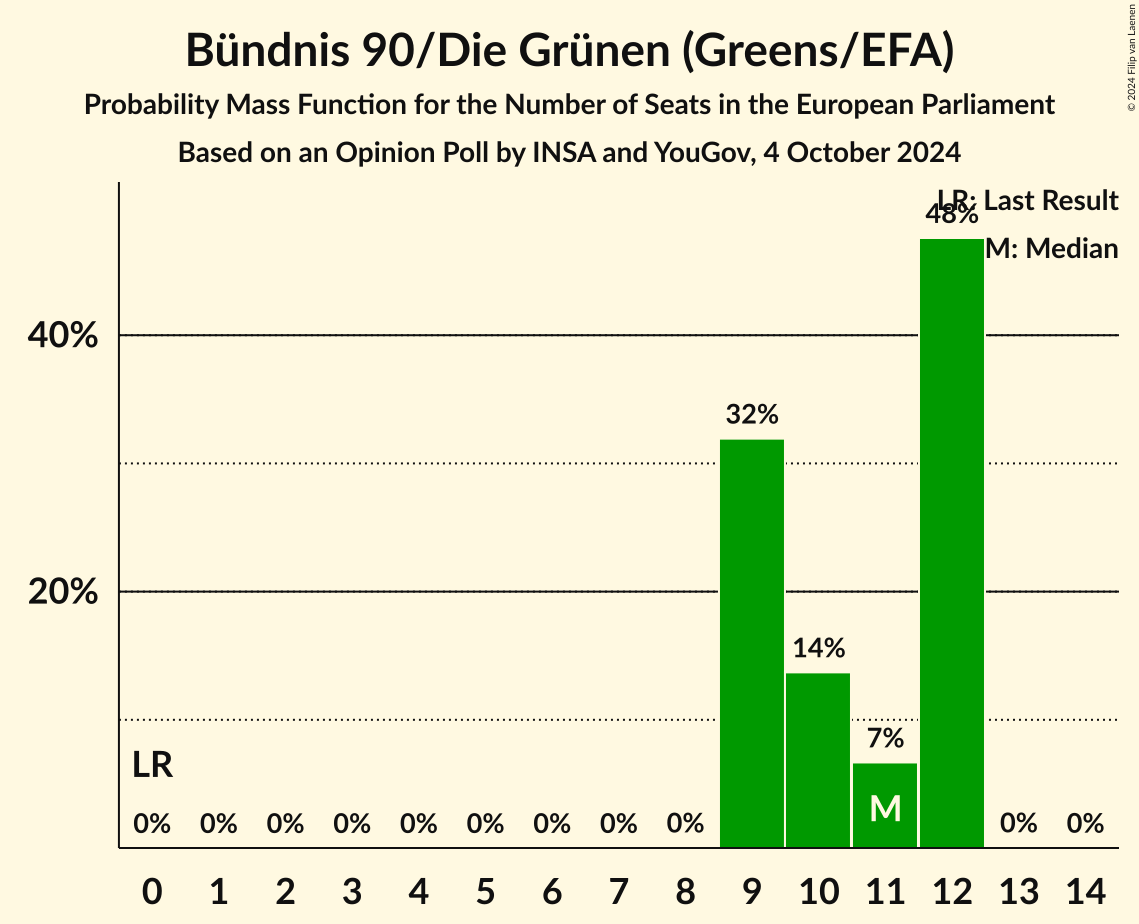 Bündnis 90/Die Grünen (Greens/EFA)
Probability Mass Function for the Number of Seats in the European Parliament
Based on an Opinion Poll by INSA and YouGov, 4 October 2024
© 2024 Filip van Laenen
LR: Last Result
48%
M: Median
40%
32%
20%
14%
7%
LR
M
0% 0% 0% 0% 0% 0% 0% 0% 0% 0% 0%
0 1 2 3 4 5 6 7 8 9 10 11 12 13 14